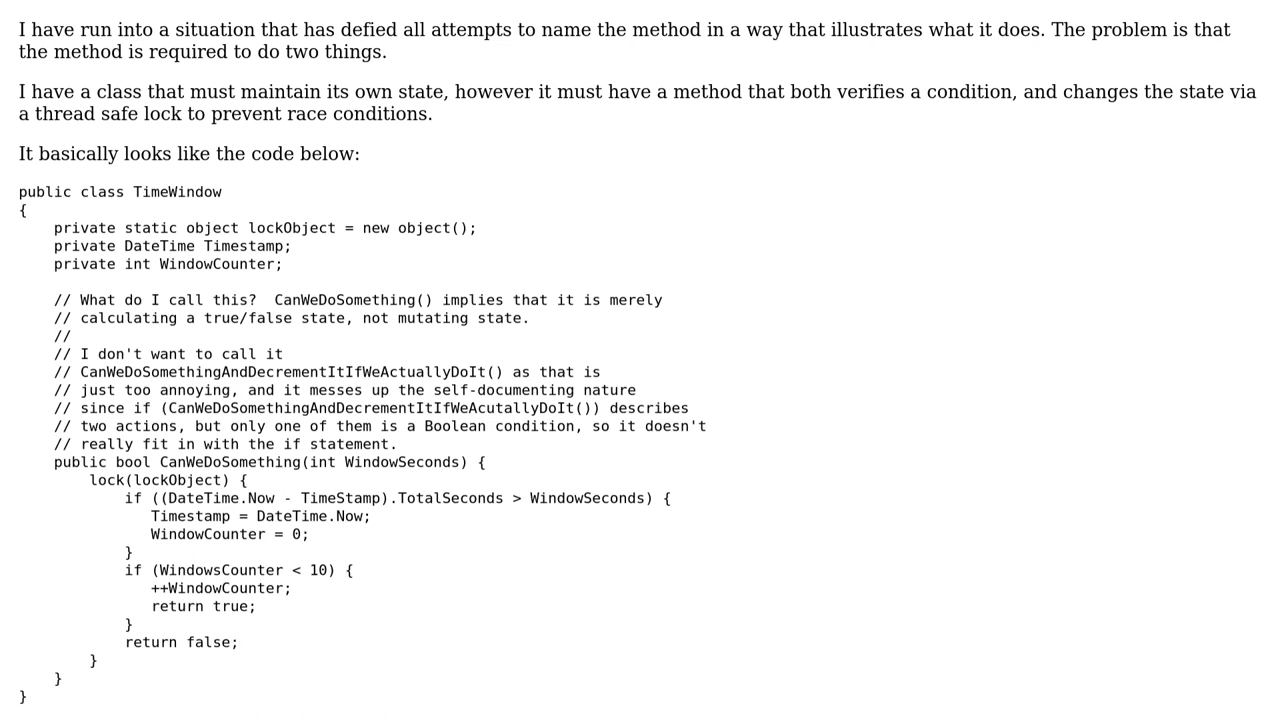 I have run into a situation that has defied all attempts to name the method in a way that illustrates what it does. The problem is that
the method is required to do two things.
I have a class that must maintain its own state, however it must have a method that both verifies a condition, and changes the state via
a thread safe lock to prevent race conditions.
It basically looks like the code below:
public class TimeWindow
{
    private static object lockObject = new object();
    private DateTime Timestamp;
    private int WindowCounter;

    // What do I call this?  CanWeDoSomething() implies that it is merely
    // calculating a true/false state, not mutating state.
    //
    // I don't want to call it
    // CanWeDoSomethingAndDecrementItIfWeActuallyDoIt() as that is
    // just too annoying, and it messes up the self-documenting nature
    // since if (CanWeDoSomethingAndDecrementItIfWeAcutallyDoIt()) describes
    // two actions, but only one of them is a Boolean condition, so it doesn't
    // really fit in with the if statement.
    public bool CanWeDoSomething(int WindowSeconds) {
        lock(lockObject) {
            if ((DateTime.Now - TimeStamp).TotalSeconds > WindowSeconds) {
               Timestamp = DateTime.Now;
               WindowCounter = 0;
            }
            if (WindowsCounter < 10) {
               ++WindowCounter;
               return true;
            }
            return false;
        }
    }
}